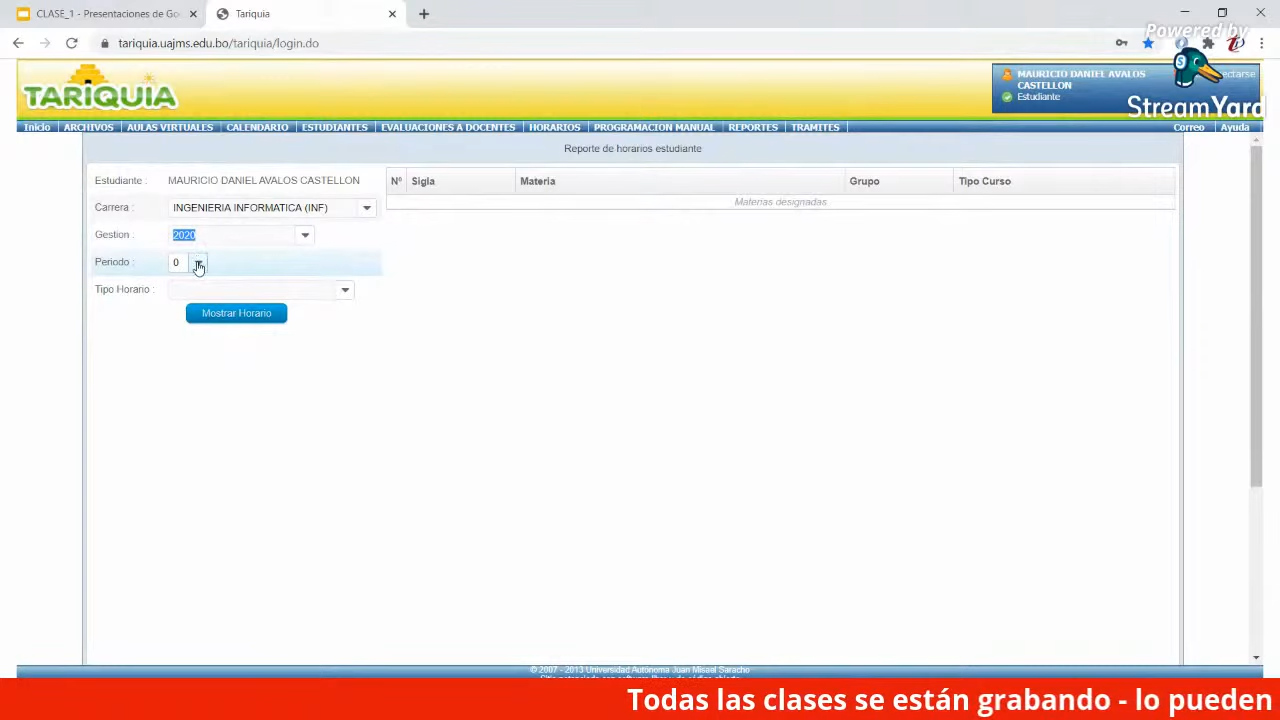 CLASE_1 - Presentaciones de Go
Tariquia
tariquia.uajms.edu.bo/tariquia/login.do
Powered by
StreamYard
TARIQUIA
MAURICIO DANIEL AVALOS
CASTELLON
Estudiante
Inicio ARCHIVOS AULAS VIRTUALES CALENDARIO ESTUDIANTES EVALUACIONES A DOCENTES HORARIOS PROGRAMACION MANUAL REPORTES TRAMITES Correo Ayuda
Reporte de horarios estudiante
Estudiante : MAURICIO DANIEL AVALOS CASTELLON
Nº Sigla Materia Grupo Tipo Curso
Materias designadas
Carrera : INGENIERIA INFORMATICA (INF)
Gestion : 2020
Periodo : 0
Tipo Horario :
Mostrar Horario
© 2007 - 2013 Universidad Autónoma Juan Misael Saracho
Todas las clases se están grabando - lo pueden